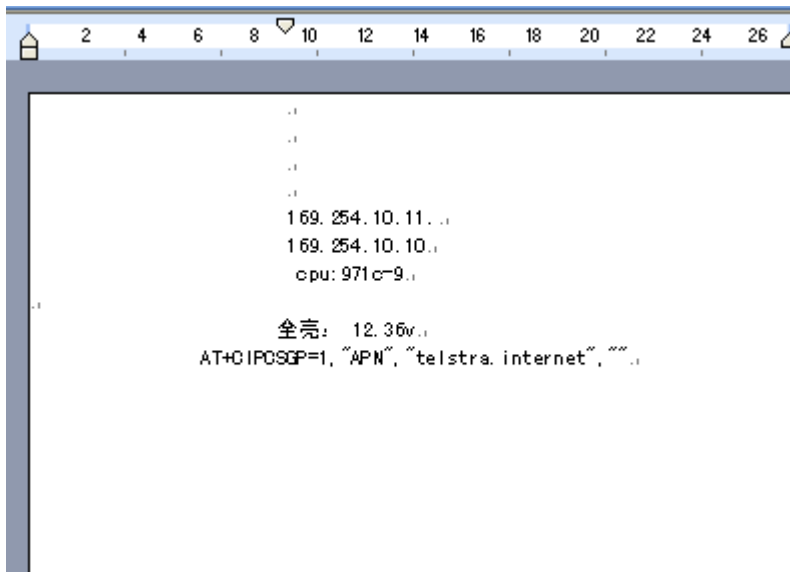 2 4 6 8 10 12 14 16 18 20 22 24 26
169.254.10.11.
169.254.10.10
cpu:971c-9
全亮： 12.36v
AT+CIPCSGP=1,"APN","telstra.internet",""